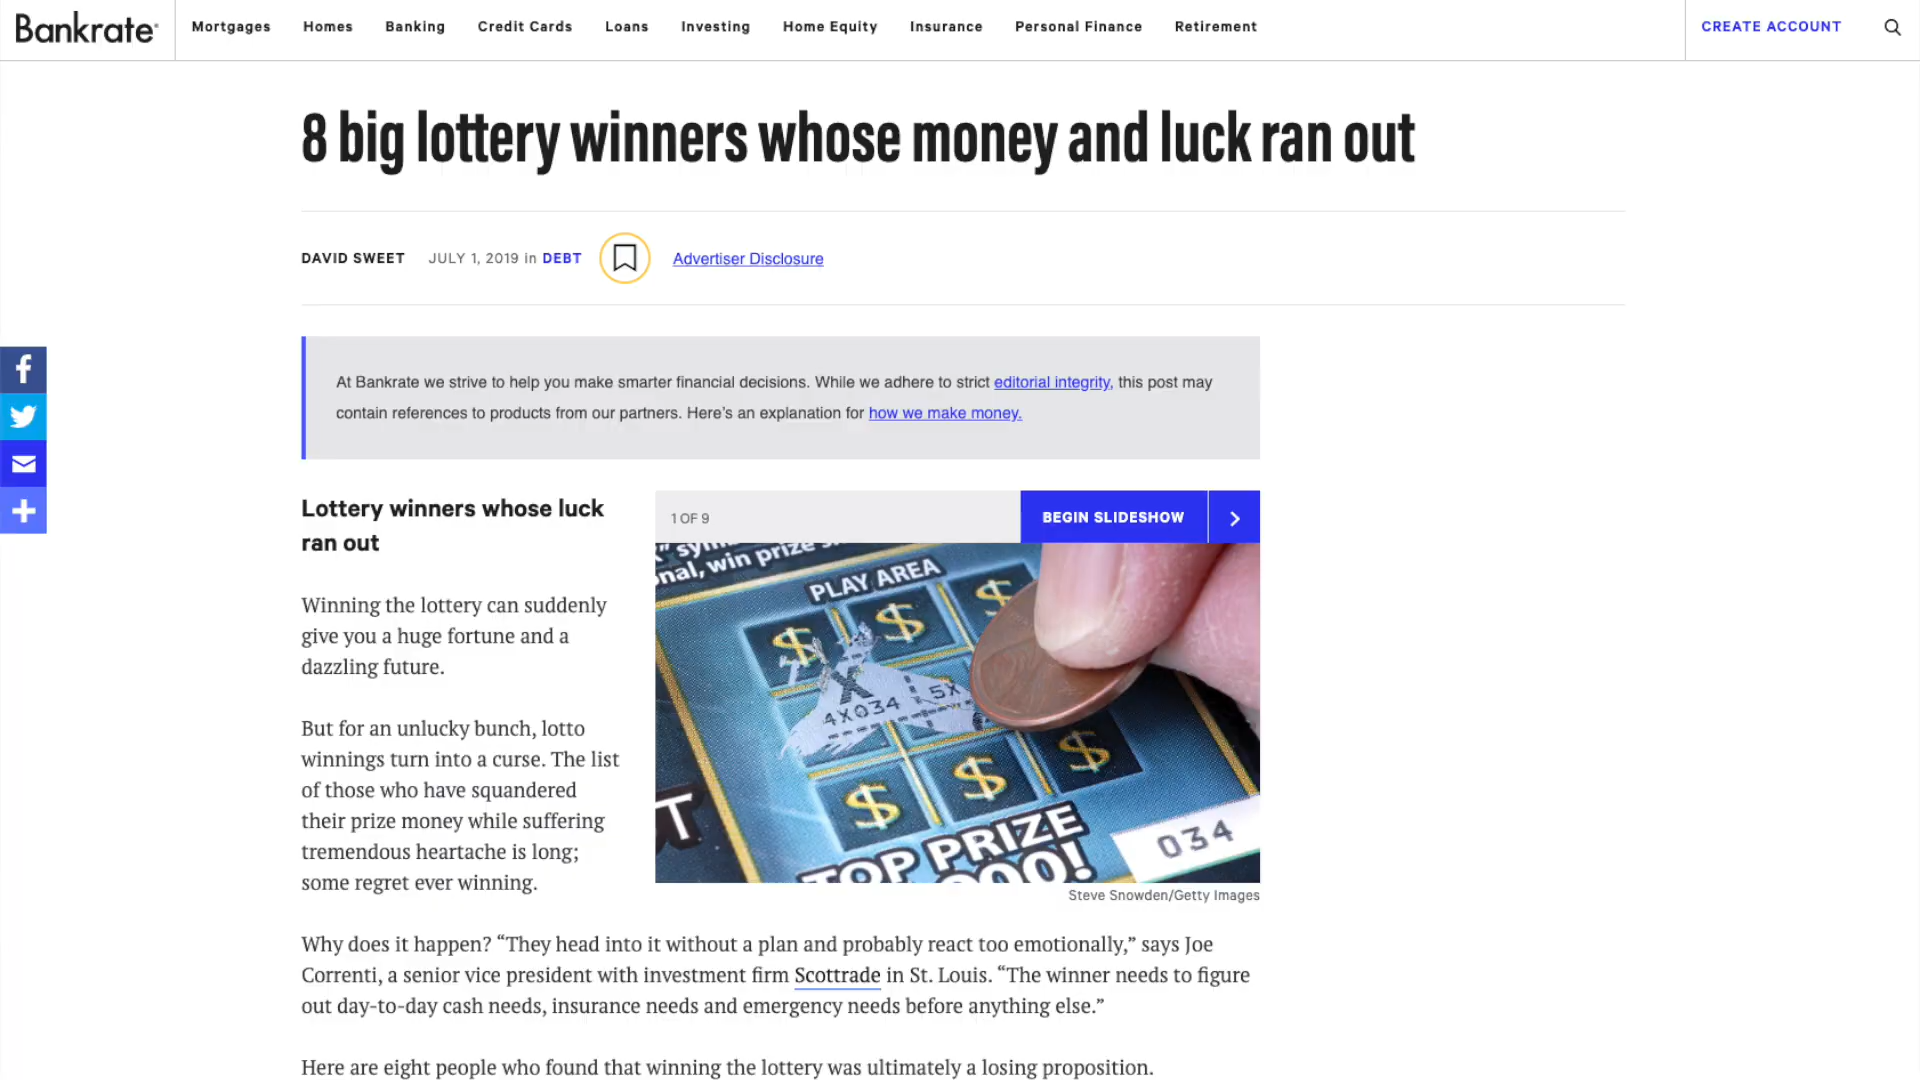 Bankrate
Mortgages Homes Banking Credit Cards Loans Investing Home Equity Insurance Personal Finance Retirement
CREATE ACCOUNT
8 big lottery winners whose money and luck ran out
DAVID SWEET JULY 1, 2019 in DEBT Advertiser Disclosure
At Bankrate we strive to help you make smarter financial decisions. While we adhere to strict editorial integrity, this post may
contain references to products from our partners. Here's an explanation for how we make money.
Lottery winners whose luck
ran out
Winning the lottery can suddenly
give you a huge fortune and a
dazzling future.
But for an unlucky bunch, lotto
winnings turn into a curse. The list
of those who have squandered
their prize money while suffering
tremendous heartache is long;
some regret ever winning.
1 OF 9
BEGIN SLIDESHOW
win prize
PLAY AREA
$ $ $
X
4X034 5X
$ $ $
TOP PRIZE
000!
034
Steve Snowden/Getty Images
Why does it happen? “They head into it without a plan and probably react too emotionally,” says Joe
Correnti, a senior vice president with investment firm Scottrade in St. Louis. “The winner needs to figure
out day-to-day cash needs, insurance needs and emergency needs before anything else.”
Here are eight people who found that winning the lottery was ultimately a losing proposition.